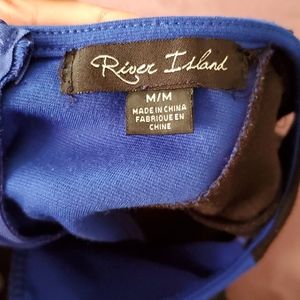 River Island
M/M
MADE IN CHINA
FABRIQUE EN
CHINE